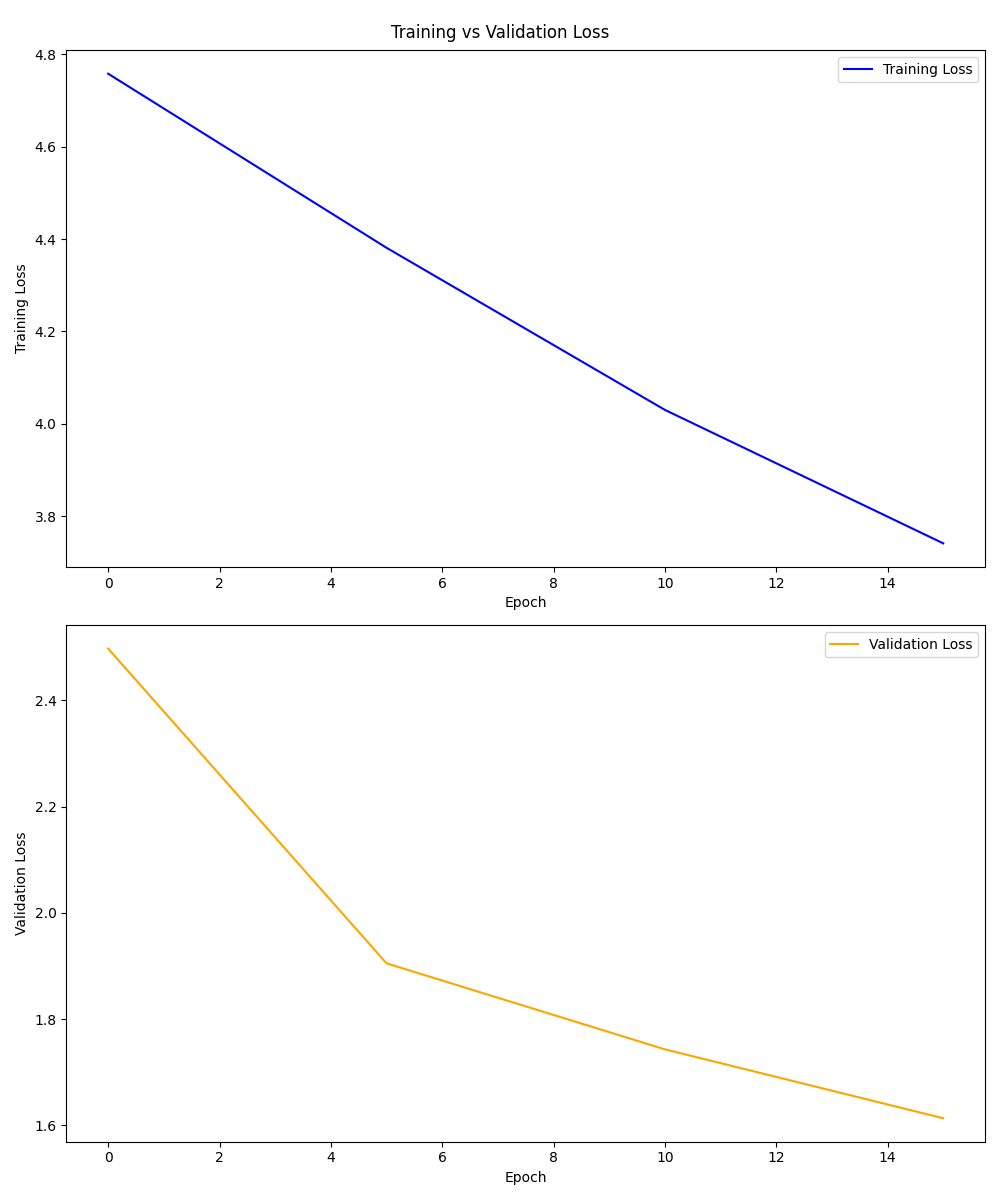 Training vs Validation Loss
4.8
4.6
4.4
4.2
4.0
3.8
Training Loss
Training Loss
0 2 4 6 8 10 12 14
Epoch
2.4
2.2
2.0
1.8
1.6
Validation Loss
Validation Loss
0 2 4 6 8 10 12 14
Epoch